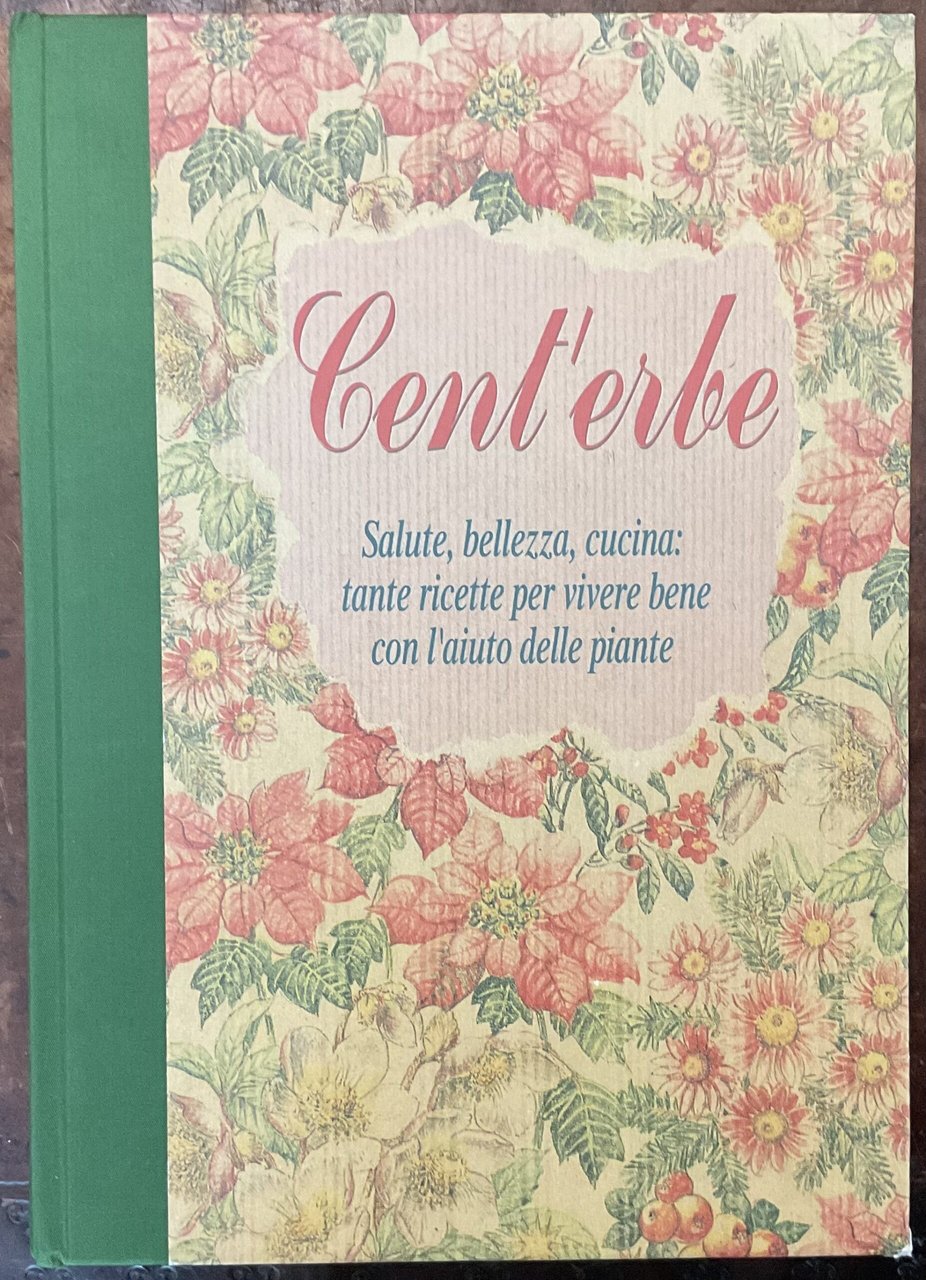 Cent'erbe
Salute, bellezza, cucina:
tante ricette per vivere bene
con l'aiuto delle piante